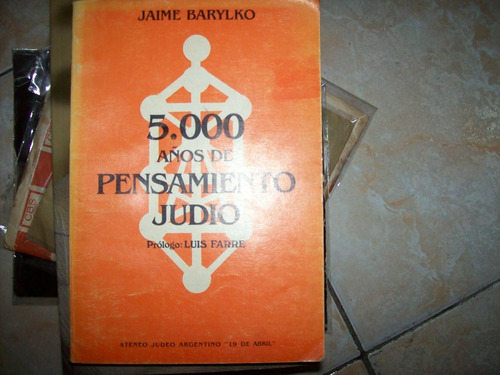 JAIME BARYLKO
5.000
AÑOS DE
PENSAMIENTO
JUDIO
Prólogo: LUIS FARRE
ATENEO JUDEO ARGENTINO "19 DE ABRIL"